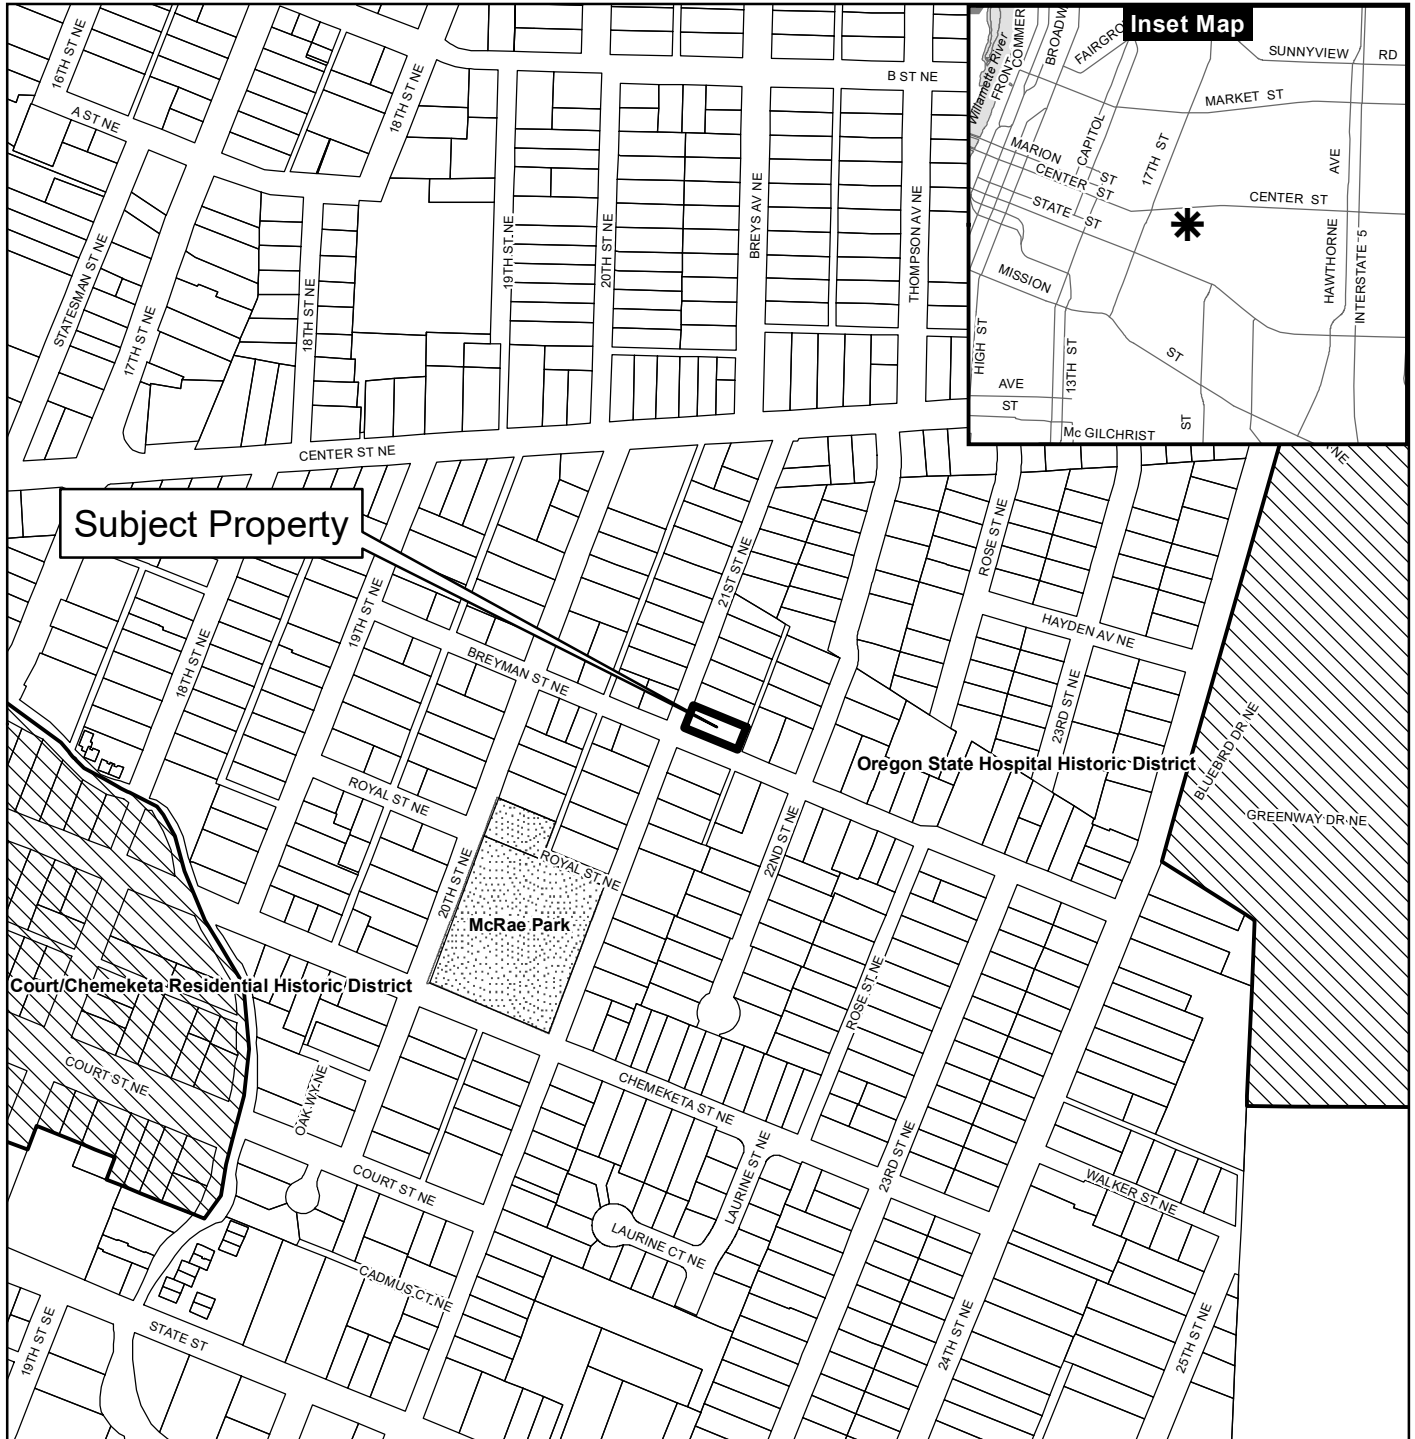 16TH ST NE
A ST NE
18TH ST NE
B ST NE
STATESMAN ST NE
17TH ST NE
18TH ST NE
19TH ST NE
20TH ST NE
BREYS AV NE
THOMPSON AV NE
CENTER ST NE
Inset Map
Willamette River
FRONT
COMMER
BROADW
FAIRGRO
SUNNYVIEW RD
MARKET ST
CAPITOL
17TH ST
MARION ST
CENTER ST
STATE ST
CENTER ST
AVE
HAWTHORNE
INTERSTATE 5
MISSION
ST
HIGH ST
13TH ST
AVE
ST
ST
Mc GILCHRIST
NE
Subject Property
21ST ST NE
ROSE ST NE
19TH ST NE
HAYDEN AV NE
18TH ST NE
BREYMAN ST NE
23RD ST NE
BLUEBIRD DR NE
Oregon State Hospital Historic District
GREENWAY DR NE
ROYAL ST NE
ROYAL ST NE
22ND ST NE
20TH ST NE
McRae Park
Court/Chemeketa Residential Historic District
ROSE ST NE
COURT ST NE
OAK WY NE
CHEMEKETA ST NE
LAURINE ST NE
23RD ST NE
WALKER ST NE
COURT ST NE
LAURINE CT NE
CADMUS CT NE
STATE ST
19TH ST SE
24TH ST NE
25TH ST NE